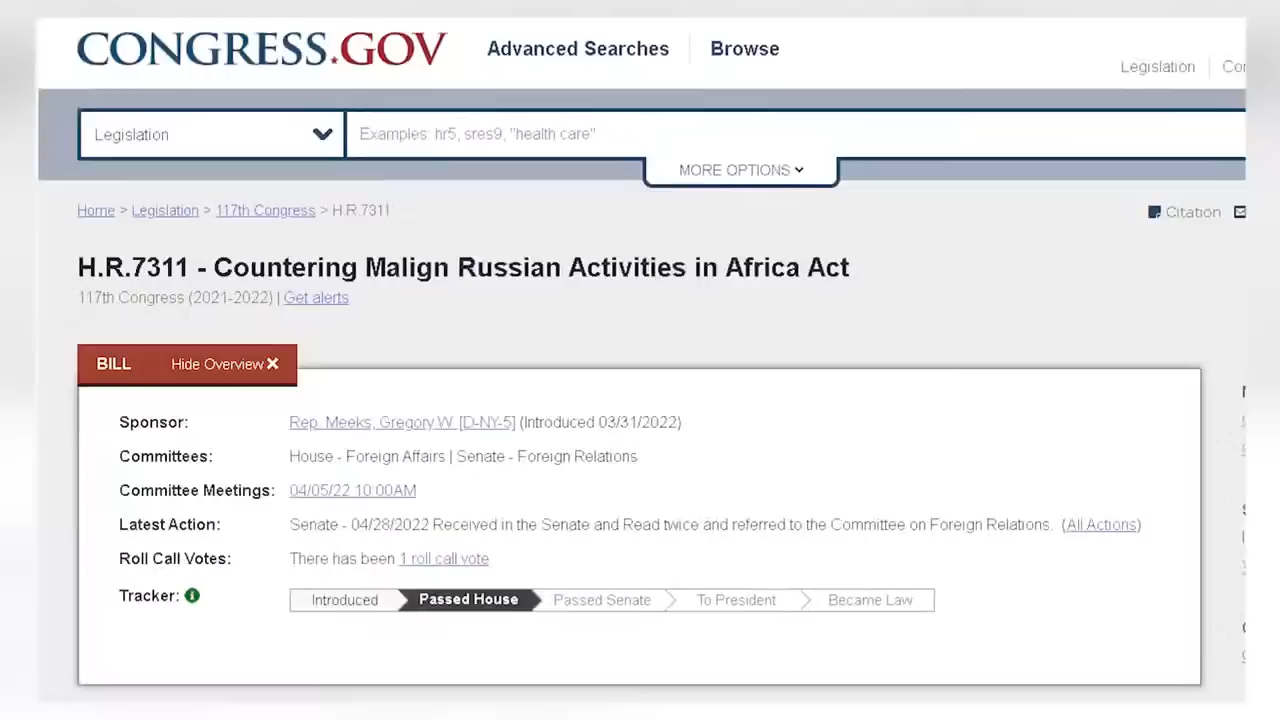 CONGRESS.GOV
Advanced Searches
Browse
Legislation
Legislation
Examples: hr5, sres9, "health care"
MORE OPTIONS
Home > Legislation > 117th Congress > H.R.7311
Citation
H.R.7311 - Countering Malign Russian Activities in Africa Act
117th Congress (2021-2022) | Get alerts
BILL Hide Overview
Sponsor: Rep. Meeks, Gregory W. [D-NY-5] (Introduced 03/31/2022)
Committees: House - Foreign Affairs | Senate - Foreign Relations
Committee Meetings: 04/05/22 10:00AM
Latest Action: Senate - 04/28/2022 Received in the Senate and Read twice and referred to the Committee on Foreign Relations. (All Actions)
Roll Call Votes: There has been 1 roll call vote
Tracker: Introduced Passed House Passed Senate To President Became Law